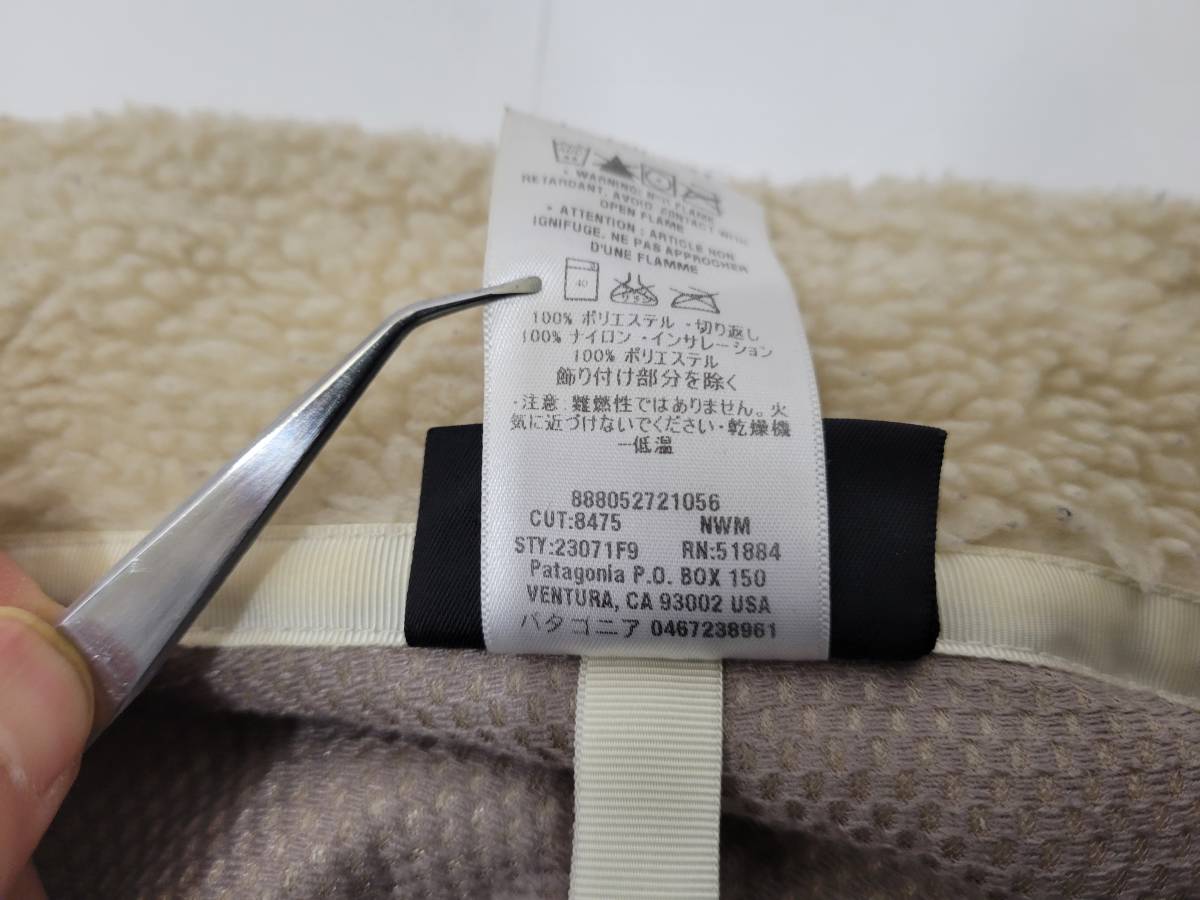 • WARNING: NON FLAME
RETARDANT, AVOID CONTACT WITH
OPEN FLAME
• ATTENTION : ARTICLE NON
IGNIFUGE, NE PAS APPROCHER
D'UNE FLAMME
40
100% ポリエステル ・切り返し
100% ナイロン ・インサレーション
100% ポリエステル
飾り付け部分を除く
・注意 難燃性ではありません。火
気に近づけないでください・乾燥機
ー低温
888052721056
CUT:8475 NWM
STY:23071F9 RN:51884
Patagonia P.O. BOX 150
VENTURA, CA 93002 USA
パタゴニア 0467238961